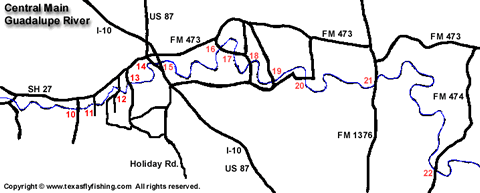 Central Main
Guadalupe River
US 87
I-10
FM 473
FM 473
FM 473
16
17
18
14
15
13
19
20
21
12
SH 27
10
11
FM 474
FM 1376
I-10
Holiday Rd.
US 87
22
Copyright © www.texasflyfishing.com All rights reserved.